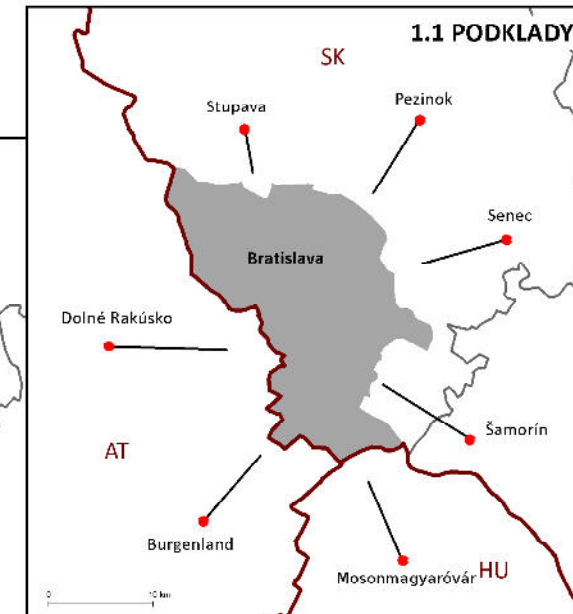 1.1 PODKLADY
SK
Pezinok
Stupava
Senec
Bratislava
Dolné Rakúsko
Šamorín
AT
Burgenland
Mosonmagyaróvár
HU
0 10 km